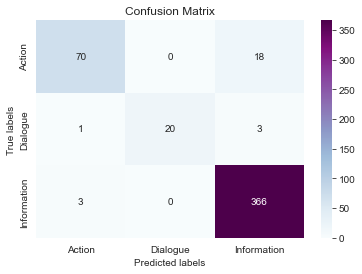 Confusion Matrix
True labels
Action
Dialogue
Information
70 0 18
1 20 3
3 0 366
Action Dialogue Information
Predicted labels
350
300
250
200
150
100
50
0